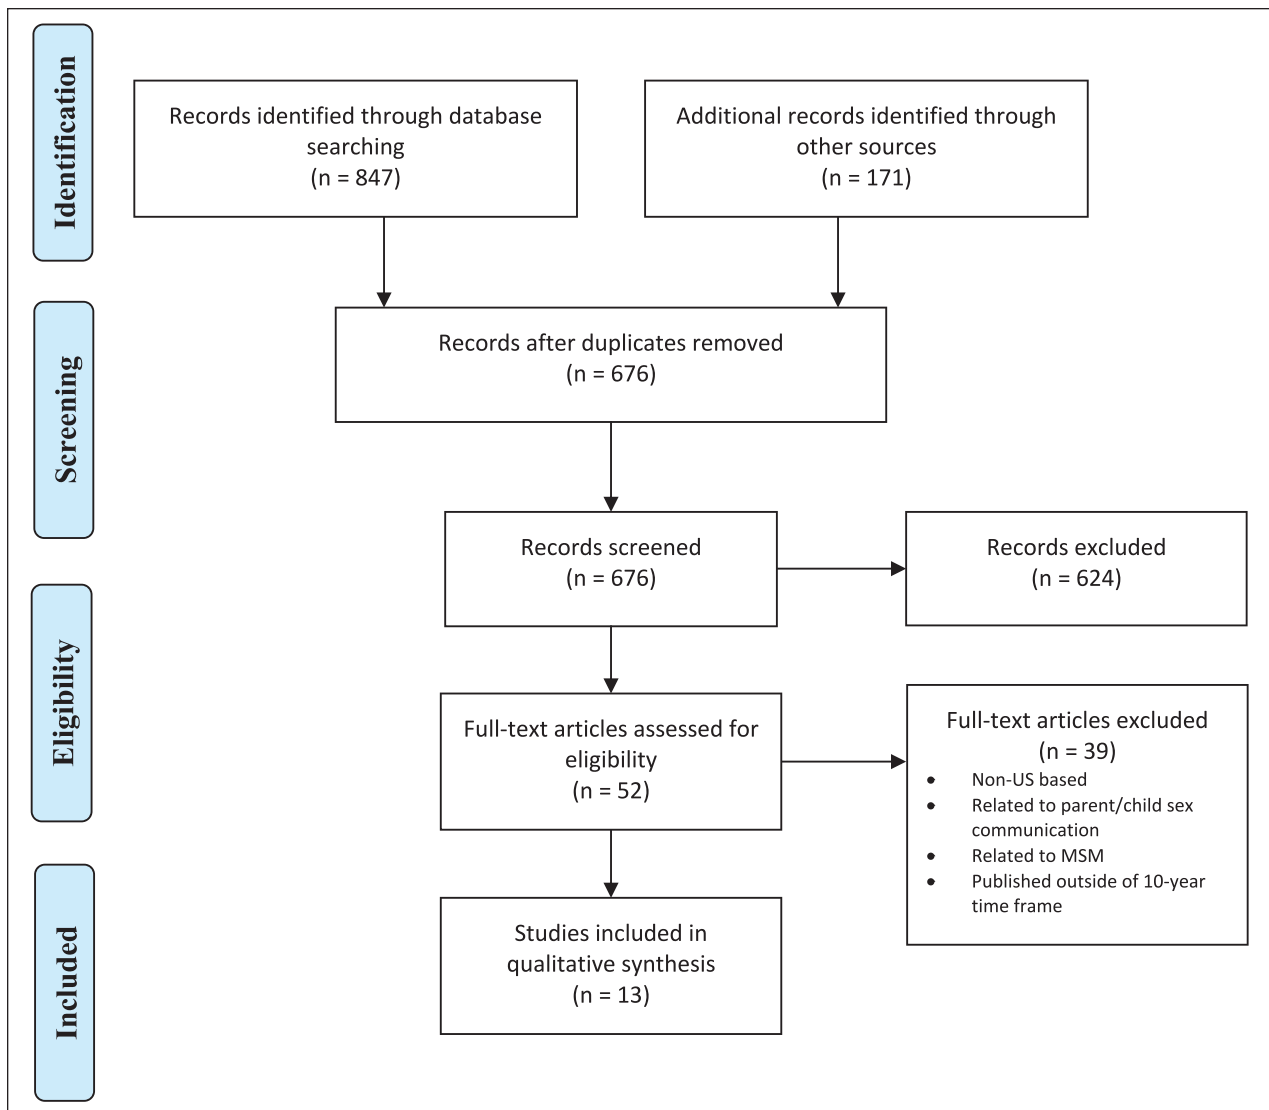 Identification
Records identified through database
searching
(n = 847)
Additional records identified through
other sources
(n = 171)
Screening
Records after duplicates removed
(n = 676)
Records screened
(n = 676)
Records excluded
(n = 624)
Eligibility
Full-text articles assessed for
eligibility
(n = 52)
Full-text articles excluded
(n = 39)
• Non-US based
• Related to parent/child sex
communication
• Related to MSM
• Published outside of 10-year
time frame
Included
Studies included in
qualitative synthesis
(n = 13)